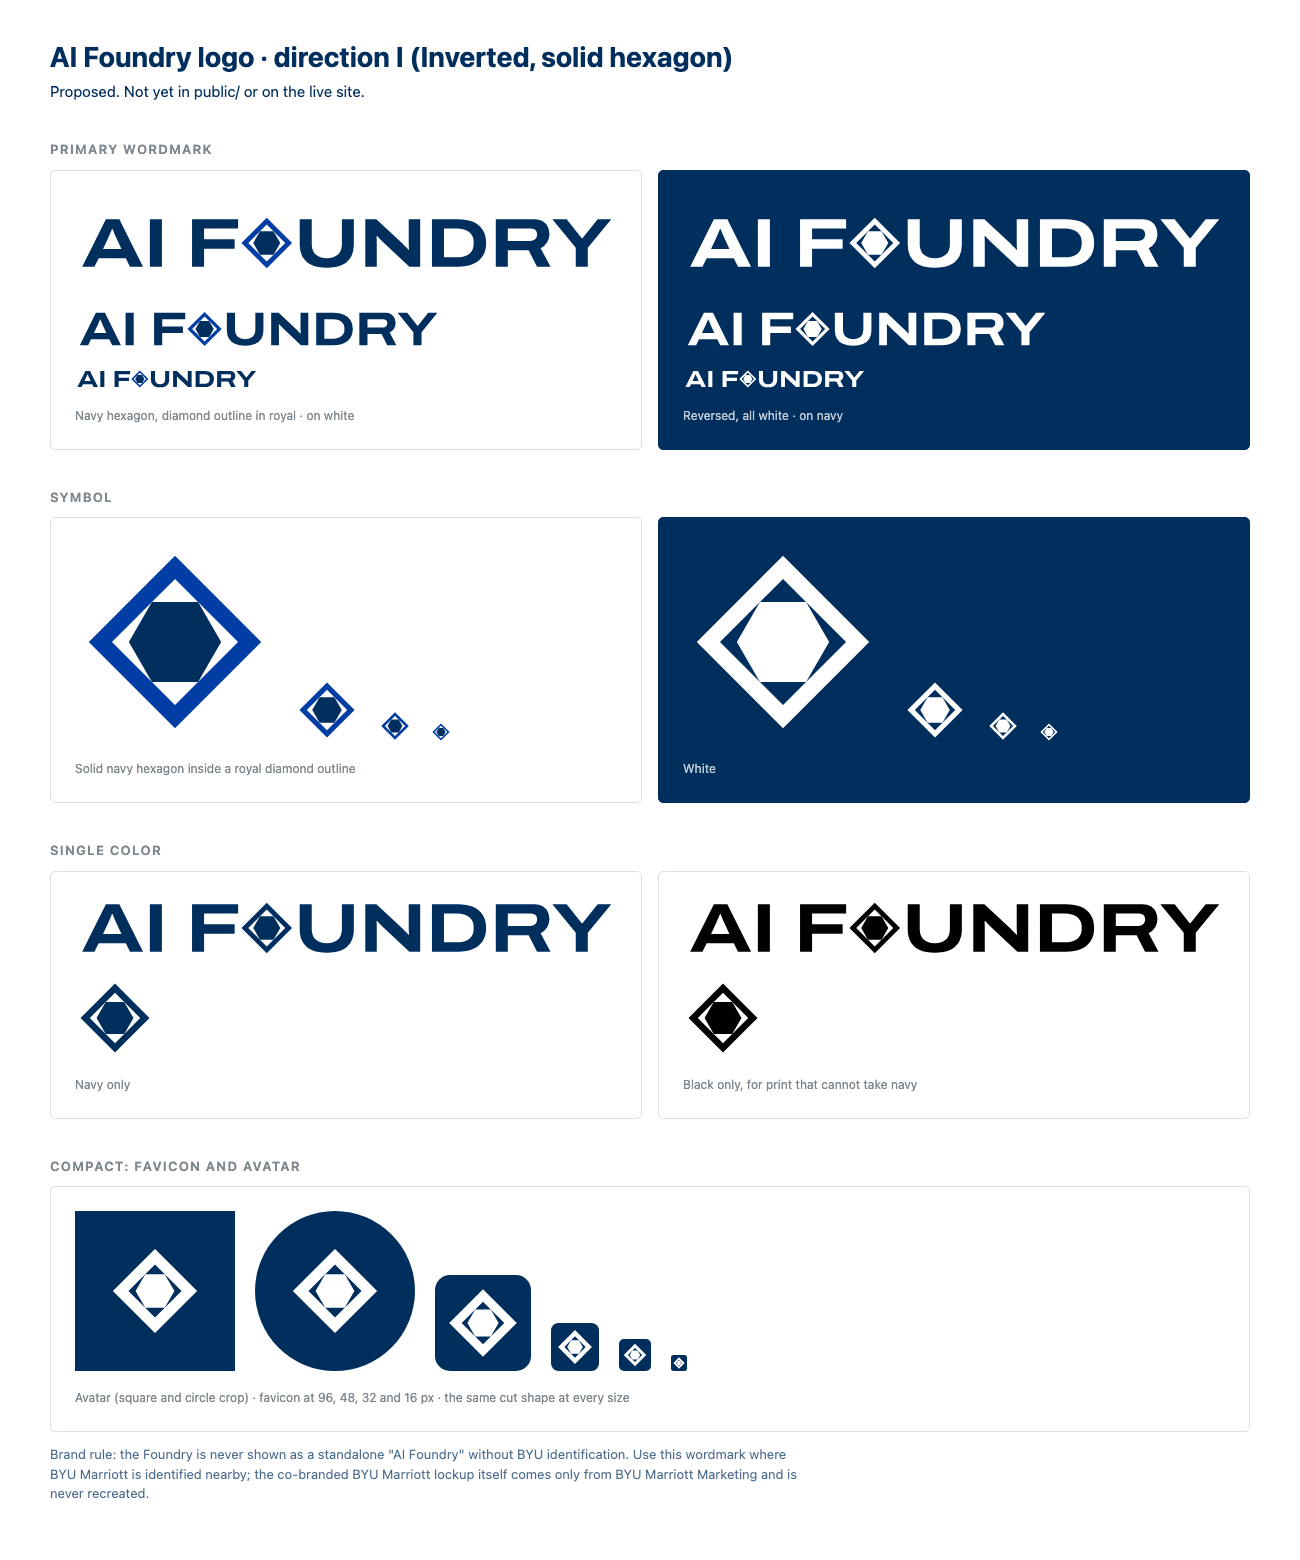 AI Foundry logo · direction I (Inverted, solid hexagon)
Proposed. Not yet in public/ or on the live site.
PRIMARY WORDMARK
AI FOUNDRY
AI FOUNDRY
AI FOUNDRY
Navy hexagon, diamond outline in royal · on white
AI FOUNDRY
AI FOUNDRY
AI FOUNDRY
Reversed, all white · on navy
SYMBOL
Solid navy hexagon inside a royal diamond outline
White
SINGLE COLOR
AI FOUNDRY
Navy only
AI FOUNDRY
Black only, for print that cannot take navy
COMPACT: FAVICON AND AVATAR
Avatar (square and circle crop) · favicon at 96, 48, 32 and 16 px · the same cut shape at every size
Brand rule: the Foundry is never shown as a standalone "AI Foundry" without BYU identification. Use this wordmark where
BYU Marriott is identified nearby; the co-branded BYU Marriott lockup itself comes only from BYU Marriott Marketing and is
never recreated.